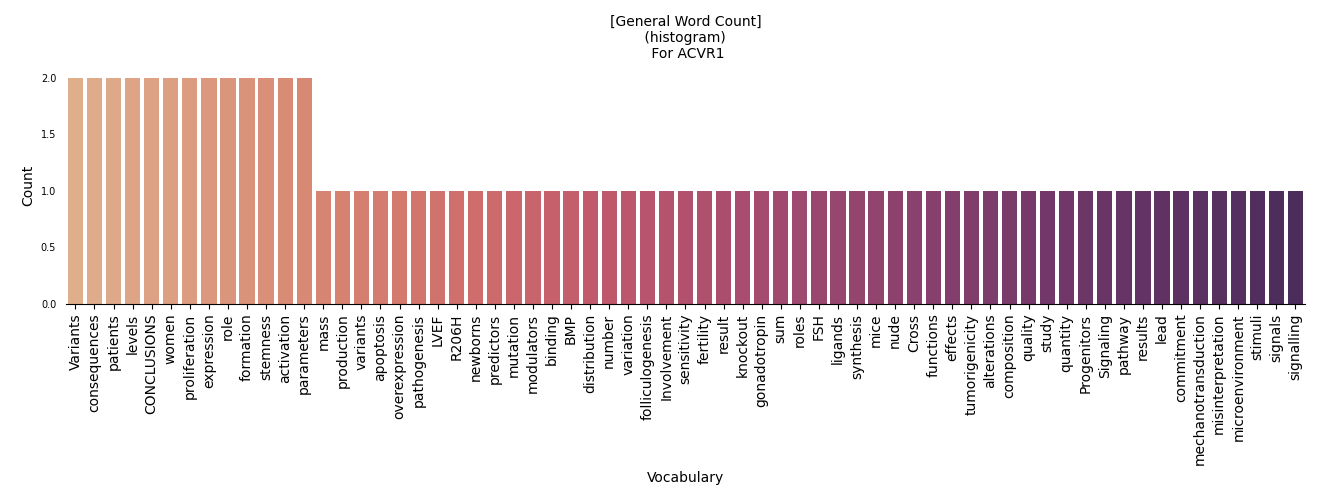 [General Word Count]
(histogram)
For ACVR1
Count
2.0
1.5
1.0
0.5
0.0
Variants
consequences
patients
levels
CONCLUSIONS
women
proliferation
expression
role
formation
stemness
activation
parameters
mass
production
variants
apoptosis
overexpression
pathogenesis
LVEF
R206H
newborns
predictors
mutation
modulators
binding
BMP
distribution
number
variation
folliculogenesis
Involvement
sensitivity
fertility
result
knockout
gonadotropin
sum
roles
FSH
ligands
synthesis
mice
nude
Cross
functions
effects
tumorigenicity
alterations
composition
quality
study
quantity
Progenitors
Signaling
pathway
results
lead
commitment
mechanotransduction
misinterpretation
microenvironment
stimuli
signals
signalling
Vocabulary